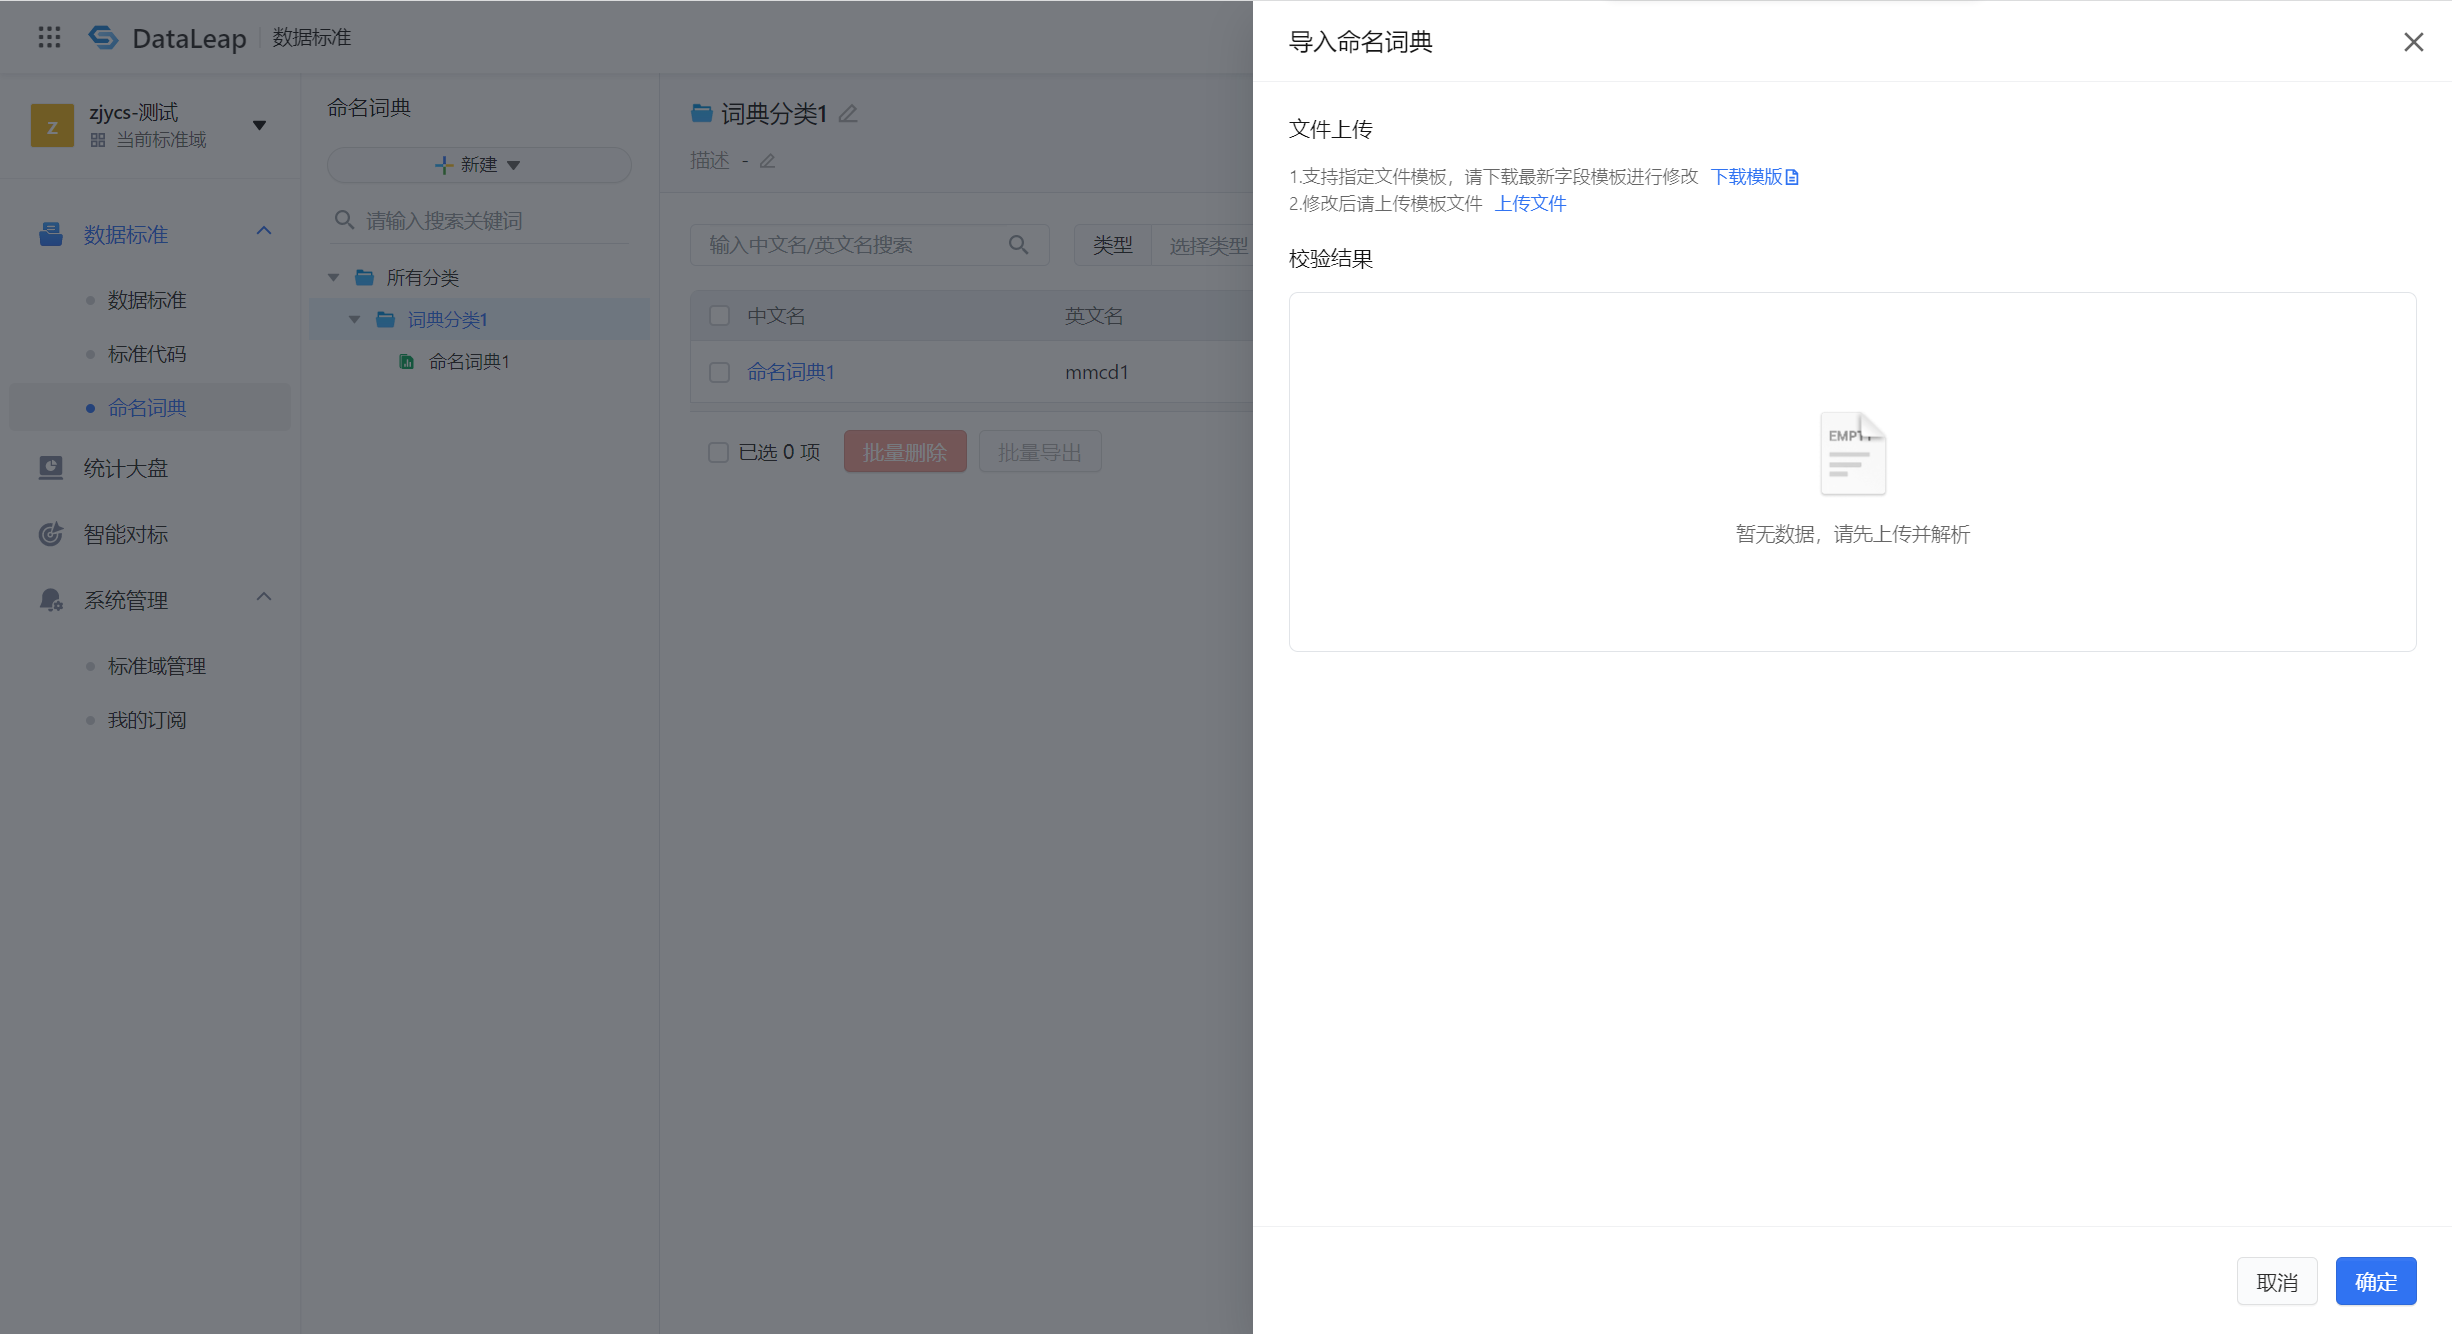 DataLeap 数据标准
z
zjycs-测试
当前标准域
数据标准
数据标准
标准代码
命名词典
统计大盘
智能对标
系统管理
标准域管理
我的订阅
命名词典
新建
请输入搜索关键词
所有分类
词典分类1
命名词典1
词典分类1
描述 -
输入中文名/英文名搜索 类型 选择类型
中文名 英文名
命名词典1 mmcd1
已选 0 项 批量删除 批量导出
导入命名词典
文件上传
1.支持指定文件模板，请下载最新字段模板进行修改 下载模版
2.修改后请上传模板文件 上传文件
校验结果
EMPTY
暂无数据，请先上传并解析
取消 确定